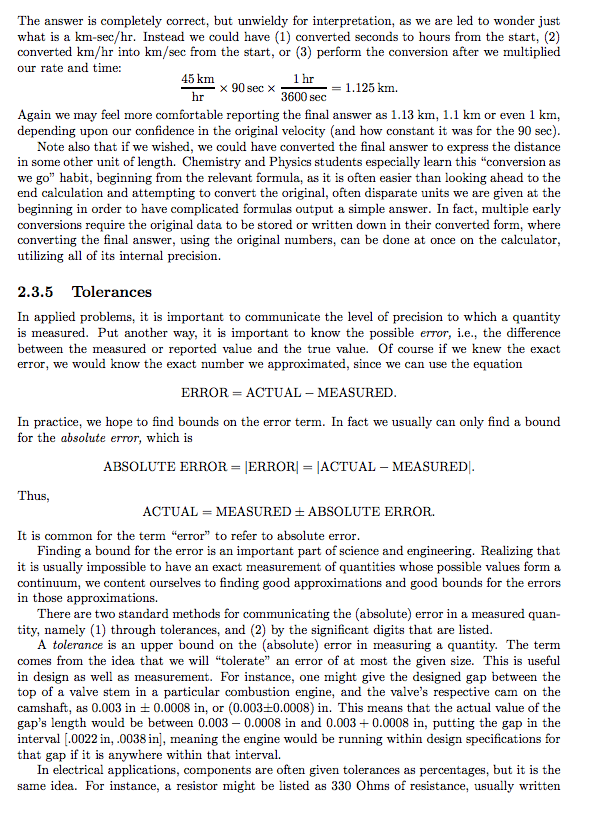 The answer is completely correct, but unwieldy for interpretation, as we are led to wonder just
what is a km-sec/hr. Instead we could have (1) converted seconds to hours from the start, (2)
converted km/hr into km/sec from the start, or (3) perform the conversion after we multiplied
our rate and time:
45 km/hr × 90 sec × 1 hr/3600 sec = 1.125 km.
Again we may feel more comfortable reporting the final answer as 1.13 km, 1.1 km or even 1 km,
depending upon our confidence in the original velocity (and how constant it was for the 90 sec).
Note also that if we wished, we could have converted the final answer to express the distance
in some other unit of length. Chemistry and Physics students especially learn this “conversion as
we go” habit, beginning from the relevant formula, as it is often easier than looking ahead to the
end calculation and attempting to convert the original, often disparate units we are given at the
beginning in order to have complicated formulas output a simple answer. In fact, multiple early
conversions require the original data to be stored or written down in their converted form, where
converting the final answer, using the original numbers, can be done at once on the calculator,
utilizing all of its internal precision.
2.3.5 Tolerances
In applied problems, it is important to communicate the level of precision to which a quantity
is measured. Put another way, it is important to know the possible error, i.e., the difference
between the measured or reported value and the true value. Of course if we knew the exact
error, we would know the exact number we approximated, since we can use the equation
ERROR = ACTUAL − MEASURED.
In practice, we hope to find bounds on the error term. In fact we usually can only find a bound
for the absolute error, which is
ABSOLUTE ERROR = |ERROR| = |ACTUAL − MEASURED|.
Thus,
ACTUAL = MEASURED ± ABSOLUTE ERROR.
It is common for the term “error” to refer to absolute error.
Finding a bound for the error is an important part of science and engineering. Realizing that
it is usually impossible to have an exact measurement of quantities whose possible values form a
continuum, we content ourselves to finding good approximations and good bounds for the errors
in those approximations.
There are two standard methods for communicating the (absolute) error in a measured quan-
tity, namely (1) through tolerances, and (2) by the significant digits that are listed.
A tolerance is an upper bound on the (absolute) error in measuring a quantity. The term
comes from the idea that we will “tolerate” an error of at most the given size. This is useful
in design as well as measurement. For instance, one might give the designed gap between the
top of a valve stem in a particular combustion engine, and the valve’s respective cam on the
camshaft, as 0.003 in ± 0.0008 in, or (0.003±0.0008) in. This means that the actual value of the
gap’s length would be between 0.003 − 0.0008 in and 0.003 + 0.0008 in, putting the gap in the
interval [.0022 in, .0038 in], meaning the engine would be running within design specifications for
that gap if it is anywhere within that interval.
In electrical applications, components are often given tolerances as percentages, but it is the
same idea. For instance, a resistor might be listed as 330 Ohms of resistance, usually written